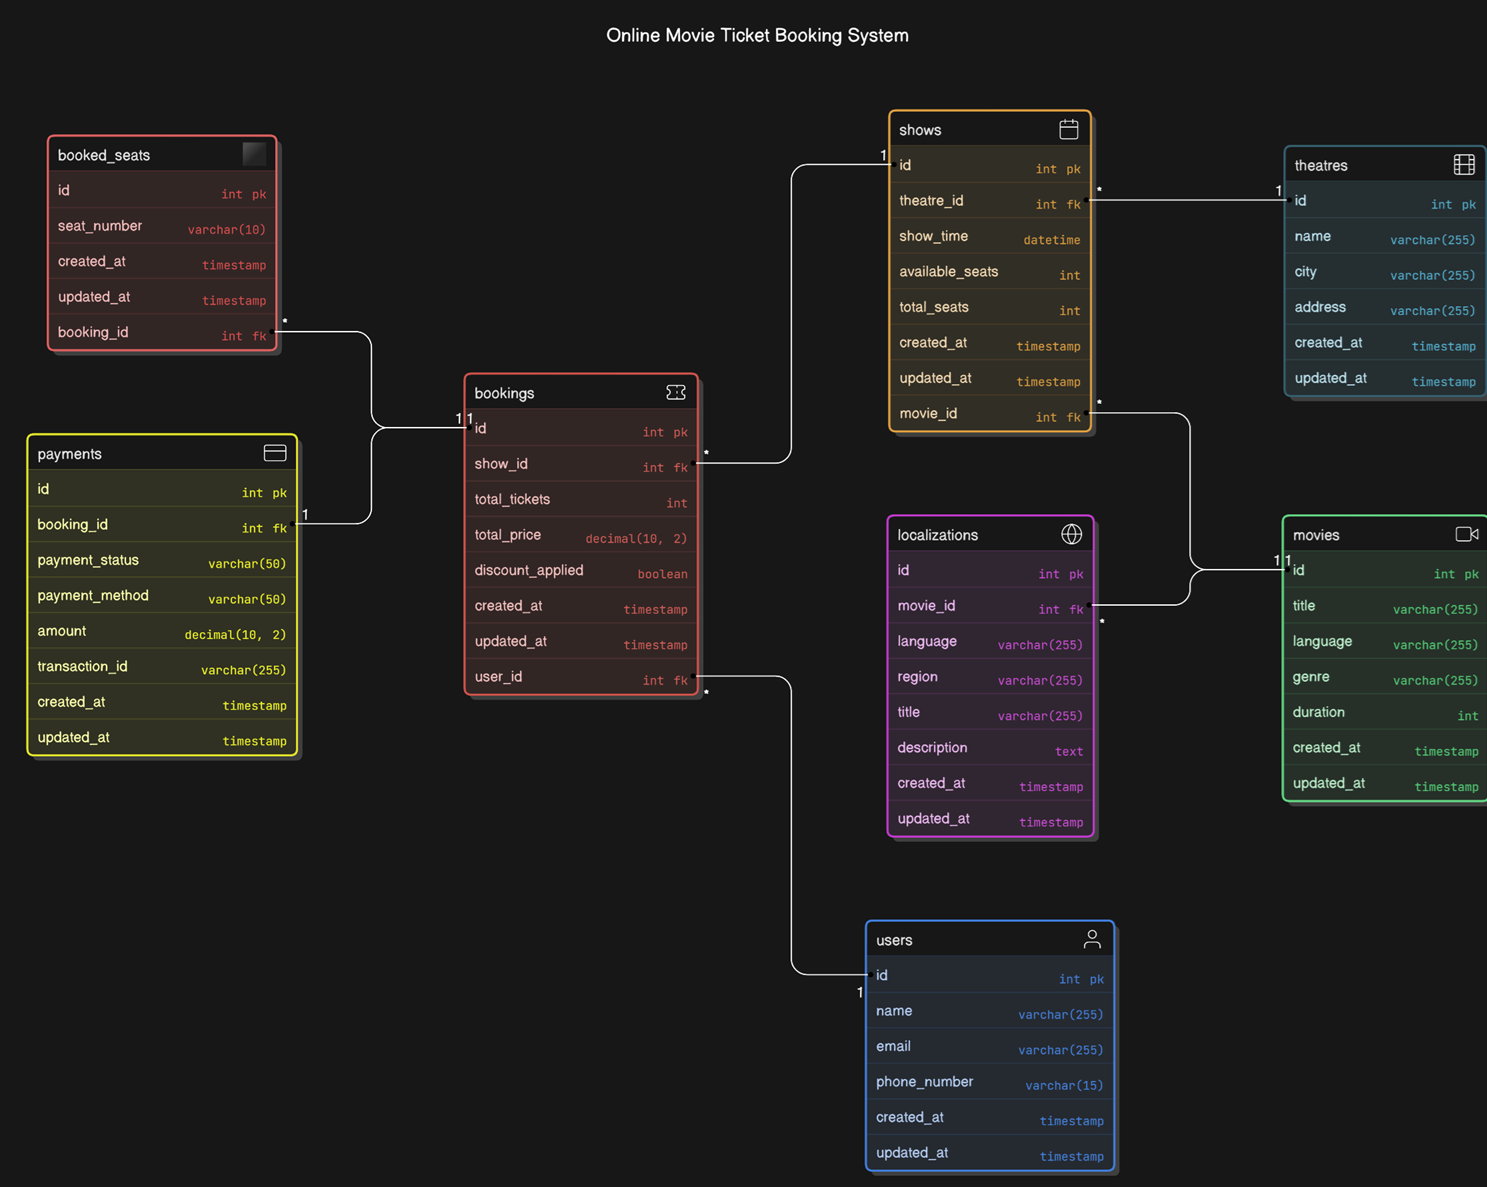 Online Movie Ticket Booking System
booked_seats
id int pk
seat_number varchar(10)
created_at timestamp
updated_at timestamp
booking_id int fk
*
payments
id int pk
booking_id int fk
1
payment_status varchar(50)
payment_method varchar(50)
amount decimal(10, 2)
transaction_id varchar(255)
created_at timestamp
updated_at timestamp
bookings
1 1
id int pk
show_id int fk
*
total_tickets int
total_price decimal(10, 2)
discount_applied boolean
created_at timestamp
updated_at timestamp
user_id int fk
*
shows
1
id int pk
theatre_id int fk
*
show_time datetime
available_seats int
total_seats int
created_at timestamp
updated_at timestamp
movie_id int fk
*
theatres
1
id int pk
name varchar(255)
city varchar(255)
address varchar(255)
created_at timestamp
updated_at timestamp
localizations
id int pk
movie_id int fk
*
language varchar(255)
region varchar(255)
title varchar(255)
description text
created_at timestamp
updated_at timestamp
movies
1 1
id int pk
title varchar(255)
language varchar(255)
genre varchar(255)
duration int
created_at timestamp
updated_at timestamp
users
id int pk
1
name varchar(255)
email varchar(255)
phone_number varchar(15)
created_at timestamp
updated_at timestamp